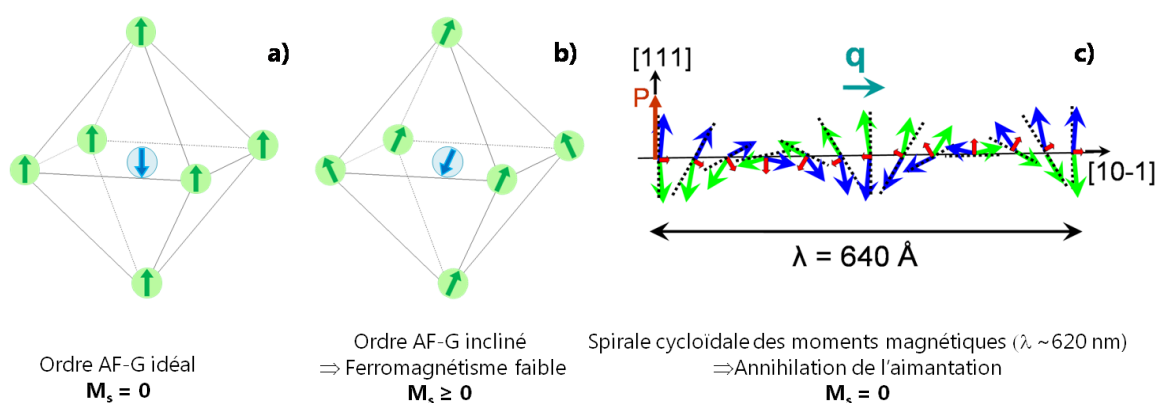 a)
b)
c)
[111]
P
q
[10-1]
λ = 640 Å
Ordre AF-G idéal
Mₛ = 0
Ordre AF-G incliné
⇒ Ferromagnétisme faible
Mₛ ≥ 0
Spirale cycloïdale des moments magnétiques (λ ~620 nm)
⇒Annihilation de l'aimantation
Mₛ = 0